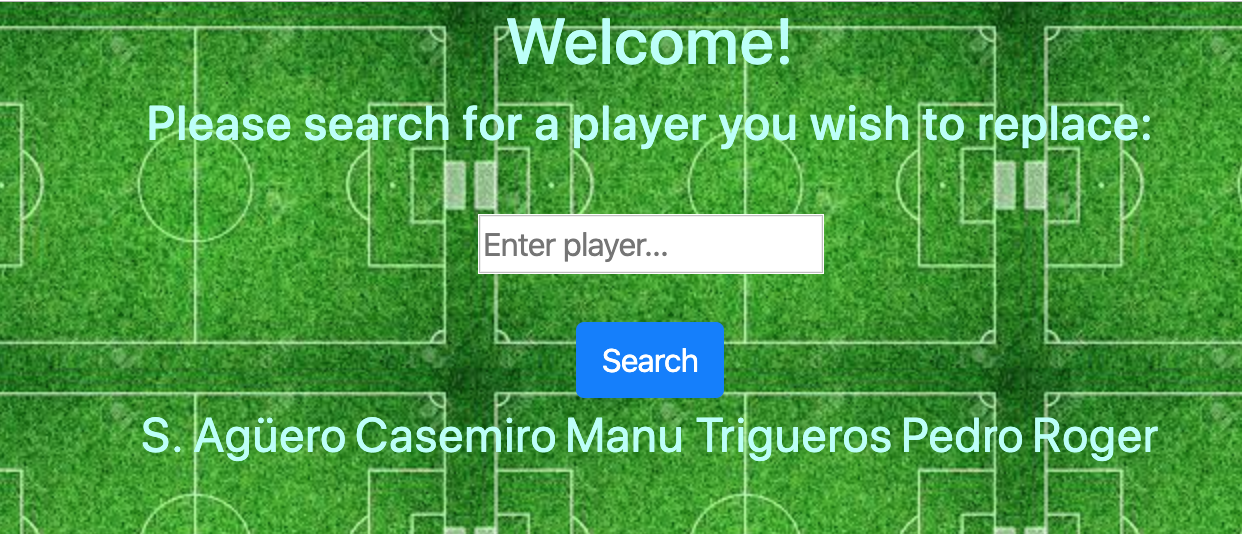 Welcome!
Please search for a player you wish to replace:
Enter player...
Search
S. Agüero Casemiro Manu Trigueros Pedro Roger